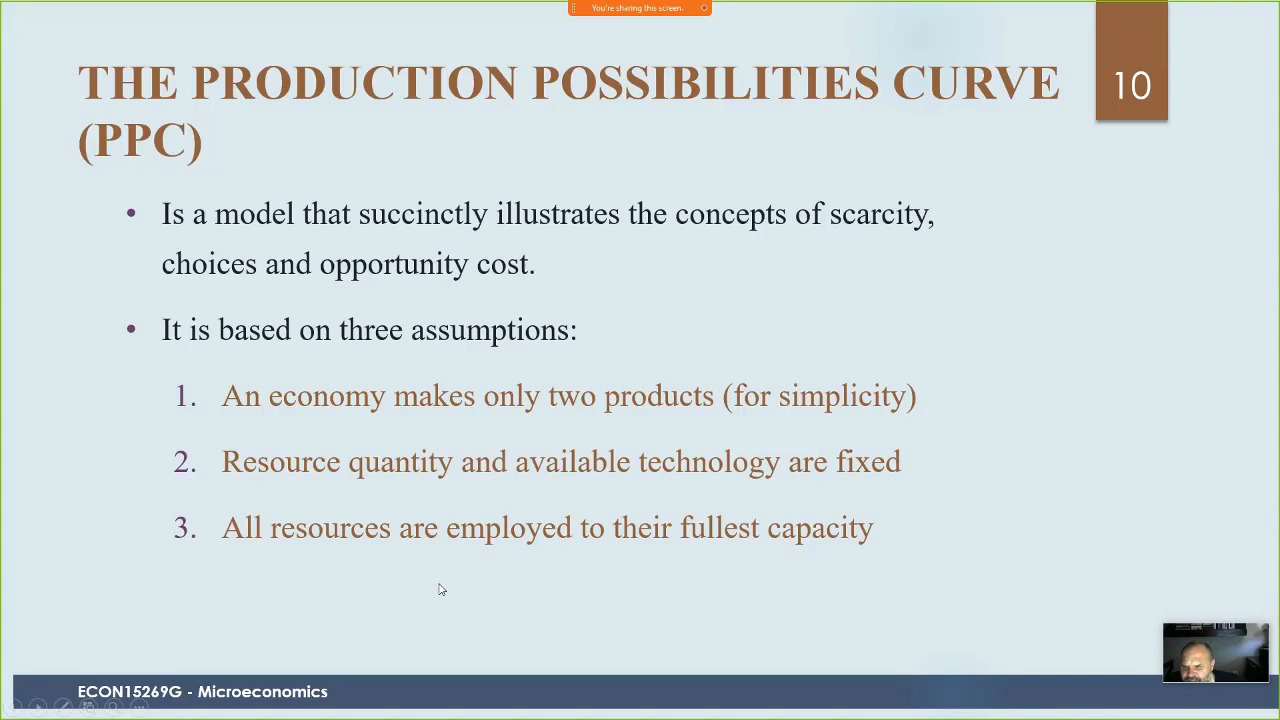 You're sharing this screen.
THE PRODUCTION POSSIBILITIES CURVE
(PPC)
10
• Is a model that succinctly illustrates the concepts of scarcity,
choices and opportunity cost.
• It is based on three assumptions:
1. An economy makes only two products (for simplicity)
2. Resource quantity and available technology are fixed
3. All resources are employed to their fullest capacity
ECON15269G - Microeconomics